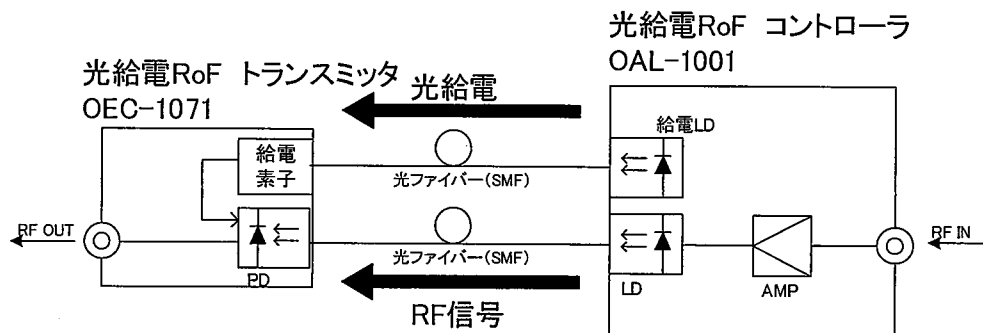 光給電RoF コントローラ
OAL-1001
光給電RoF トランスミッタ
OEC-1071
光給電
給電LD
給電
素子
光ファイバー(SMF)
RF OUT
RF IN
光ファイバー(SMF)
PD
LD
AMP
RF信号